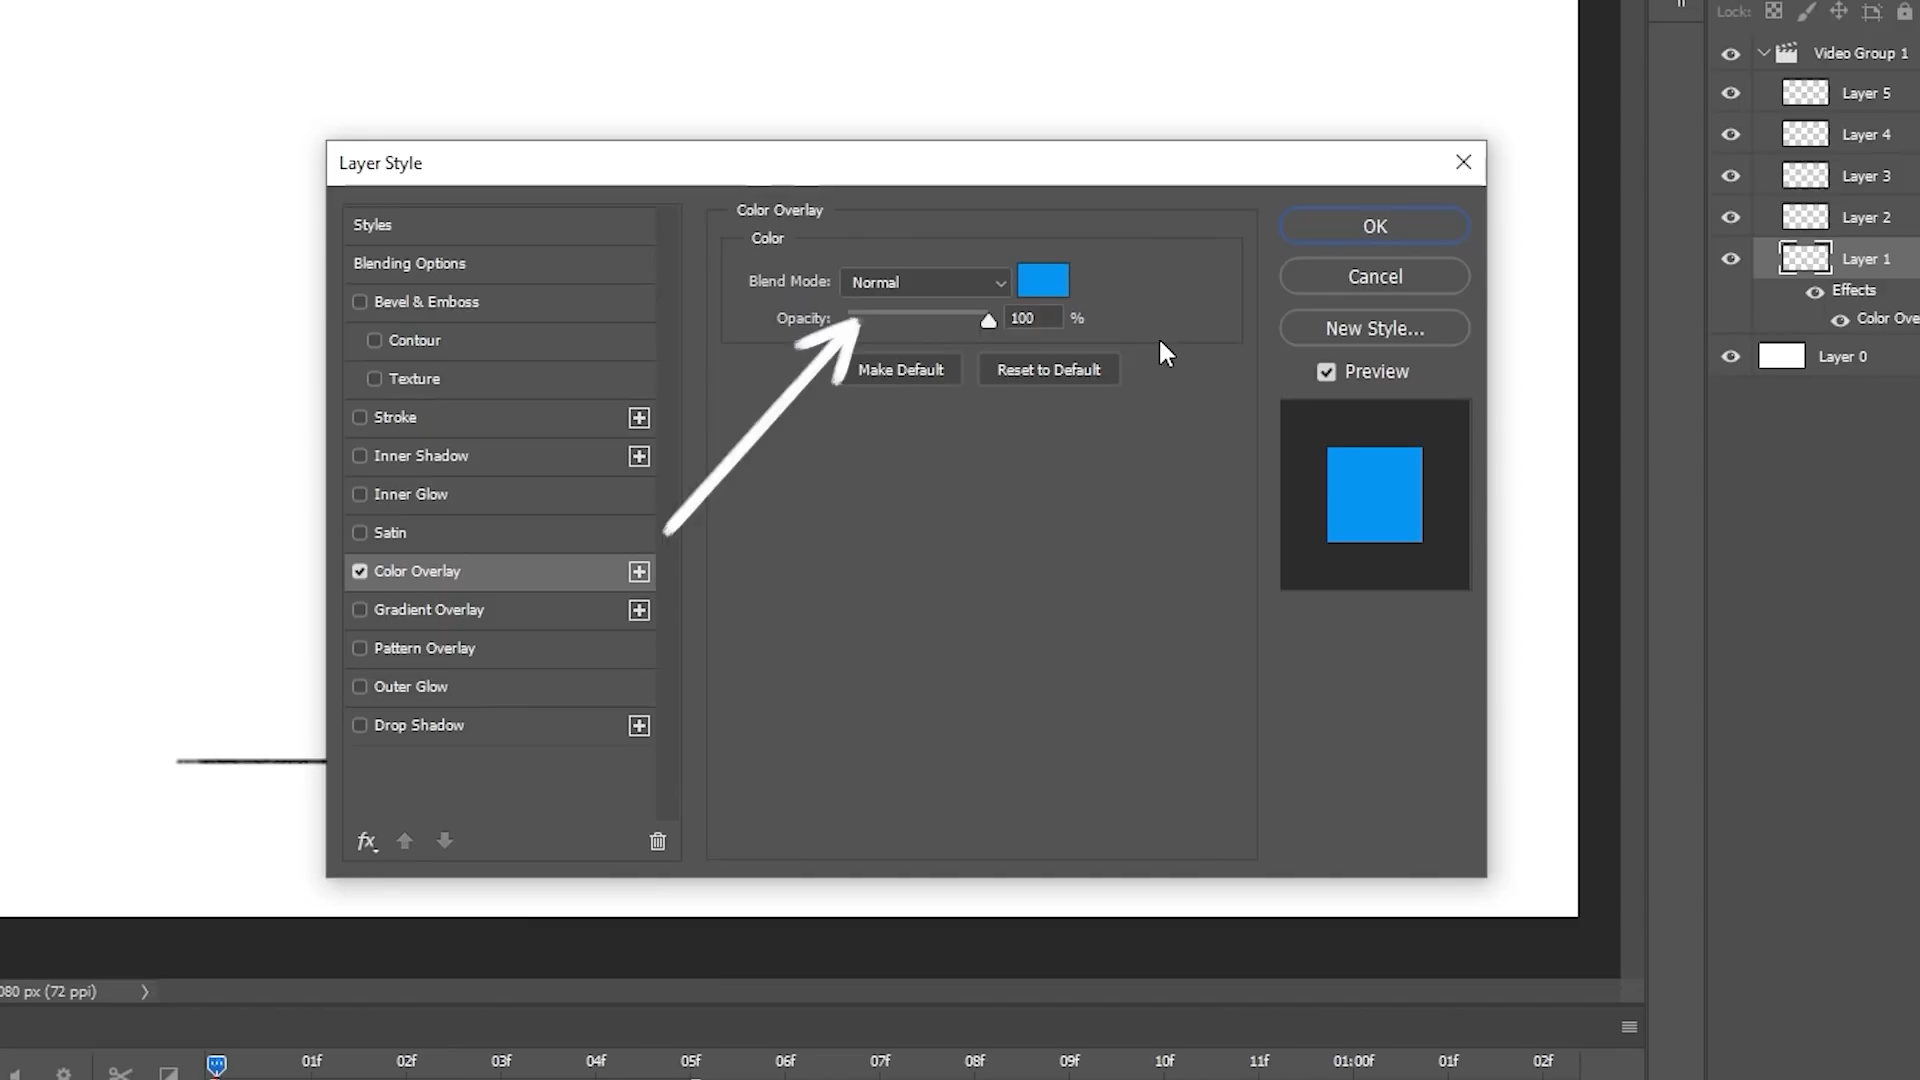 Lock:
Video Group 1
Layer 5
Layer 4
Layer 3
Layer 2
Layer 1
Effects
Color Ove
Layer 0
Layer Style
Styles
Blending Options
Bevel & Emboss
Contour
Texture
Stroke
Inner Shadow
Inner Glow
Satin
Color Overlay
Gradient Overlay
Pattern Overlay
Outer Glow
Drop Shadow
fx
Color Overlay
Color
Blend Mode: Normal
Opacity: 100 %
Make Default Reset to Default
OK
Cancel
New Style...
Preview
080 px (72 ppi)
01f 02f 03f 04f 05f 06f 07f 08f 09f 10f 11f 01:00f 01f 02f